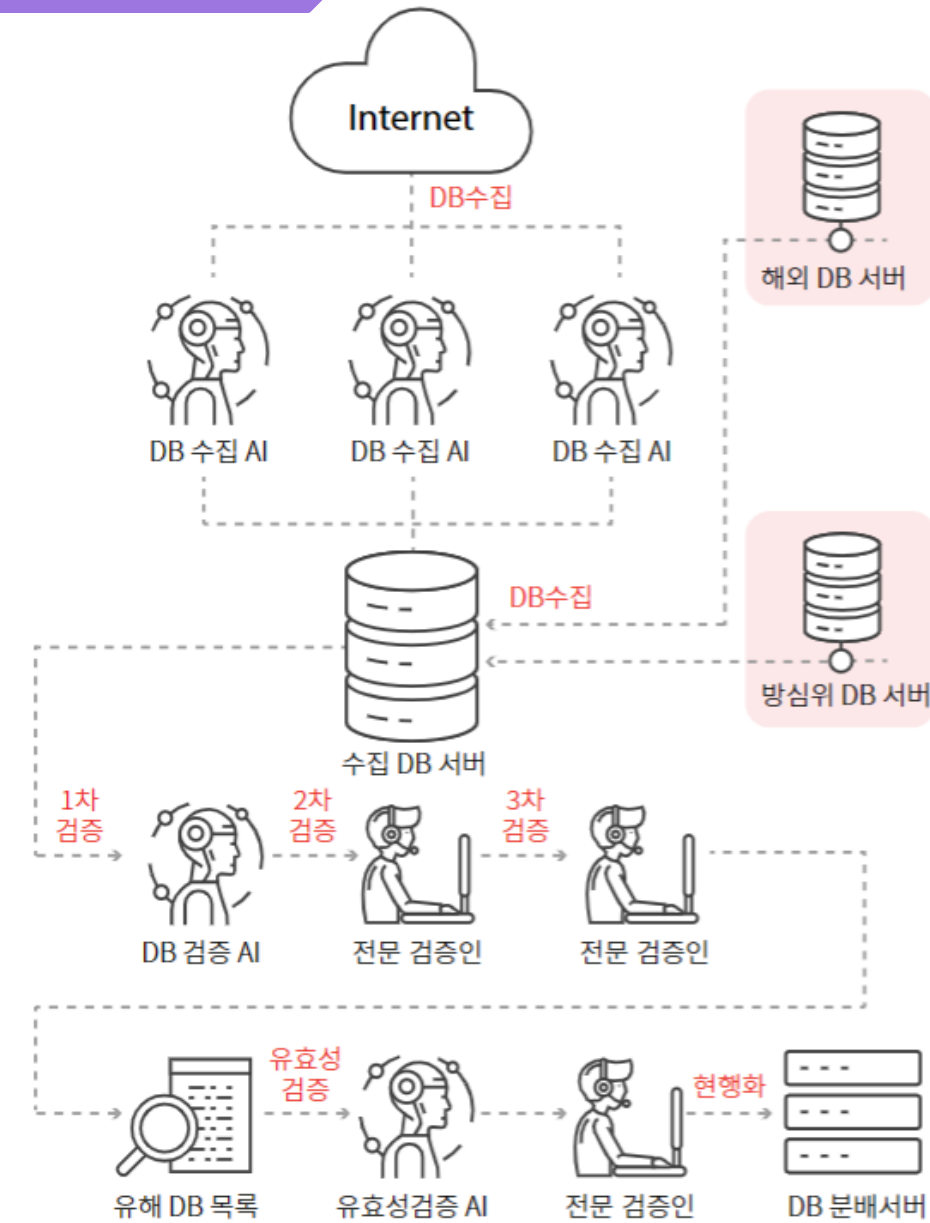 Internet
DB수집
해외 DB 서버
DB 수집 AI
DB 수집 AI
DB 수집 AI
DB수집
방심위 DB 서버
수집 DB 서버
1차
검증
2차
검증
3차
검증
DB 검증 AI
전문 검증인
전문 검증인
유효성
검증
현행화
유해 DB 목록
유효성검증 AI
전문 검증인
DB 분배서버